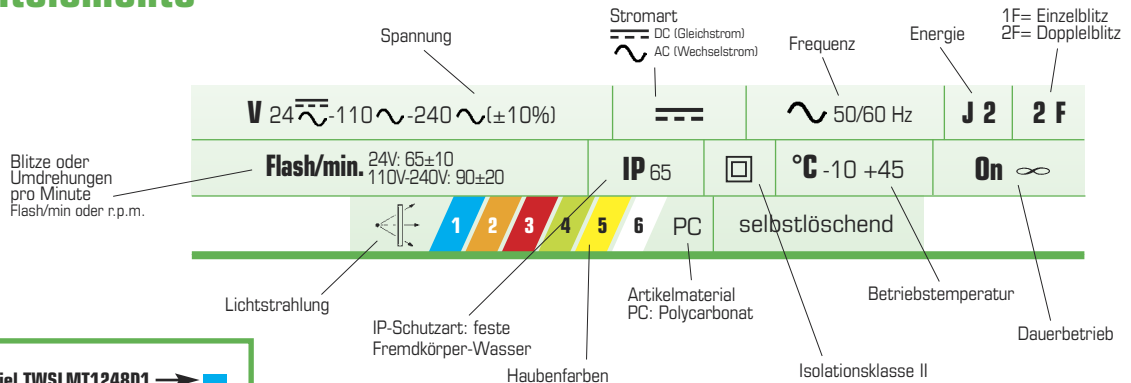 Spannung
Stromart
DC (Gleichstrom)
AC (Wechselstrom)
Frequenz
Energie
1F= Einzelblitz
2F= Dopplelblitz
V 24 -110 -240 (±10%)
50/60 Hz
J 2
2 F
Blitze oder
Umdrehungen
pro Minute
Flash/min oder r.p.m.
Flash/min. 24V: 65±10
110V-240V: 90±20
IP 65
°C -10 +45
On ∞
1 2 3 4 5 6 PC
selbstlöschend
Lichtstrahlung
IP-Schutzart: feste
Fremdkörper-Wasser
Haubenfarben
Artikelmaterial
PC: Polycarbonat
Isolationsklasse II
Betriebstemperatur
Dauerbetrieb
TWSLMT1248D1